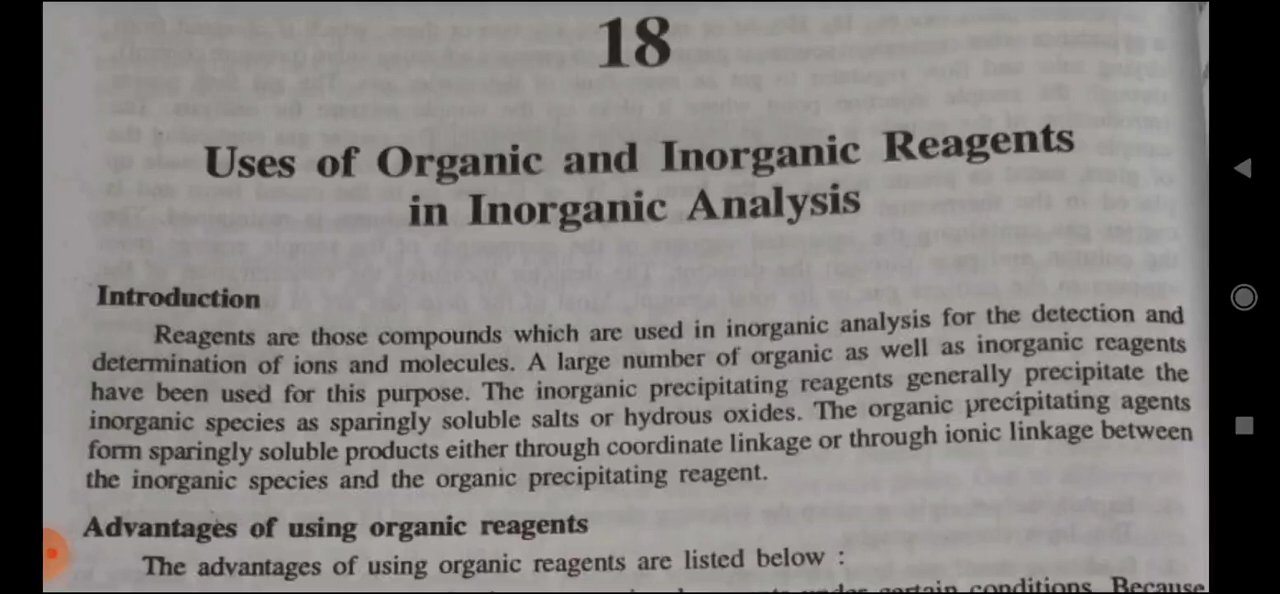 18
Uses of Organic and Inorganic Reagents
in Inorganic Analysis
Introduction
Reagents are those compounds which are used in inorganic analysis for the detection and
determination of ions and molecules. A large number of organic as well as inorganic reagents
have been used for this purpose. The inorganic precipitating reagents generally precipitate the
inorganic species as sparingly soluble salts or hydrous oxides. The organic precipitating agents
form sparingly soluble products either through coordinate linkage or through ionic linkage between
the inorganic species and the organic precipitating reagent.
Advantages of using organic reagents
The advantages of using organic reagents are listed below :
certain conditions. Because